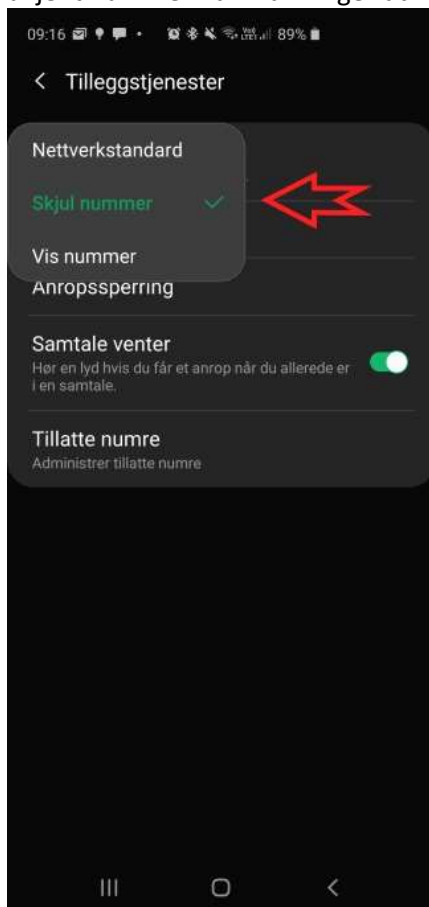 09:16
89%
Tilleggstjenester
Nettverkstandard
Skjul nummer
Vis nummer
Anropssperring
Samtale venter
Hør en lyd hvis du får et anrop når du allerede er
i en samtale.
Tillatte numre
Administrer tillatte numre